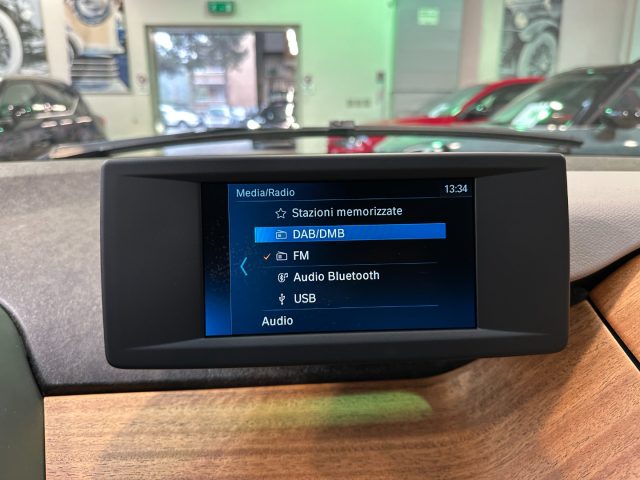 Media/Radio 13:34
Stazioni memorizzate
DAB/DMB
FM
Audio Bluetooth
USB
Audio